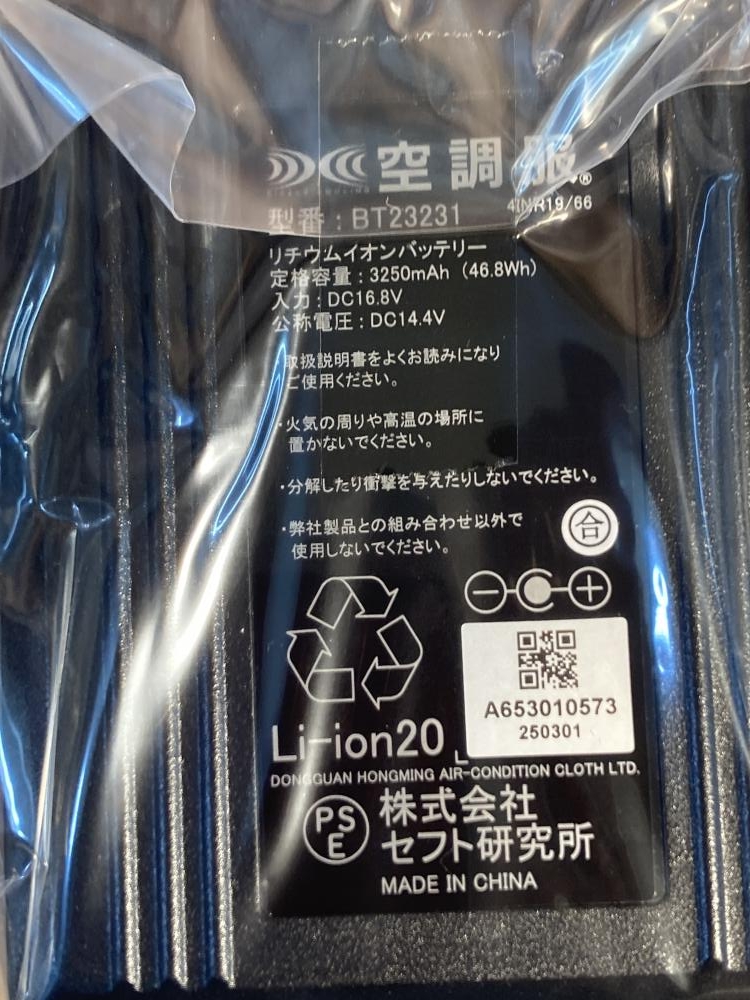 空調服®
4INR19/66
型番：BT23231
リチウムイオンバッテリー
定格容量：3250mAh（46.8Wh）
入力：DC16.8V
公称電圧：DC14.4V
・取扱説明書をよくお読みになり
ご使用ください。
・火気の周りや高温の場所に
置かないでください。
・分解したり衝撃を与えたりしないでください。
・弊社製品との組み合わせ以外で
使用しないでください。
合
A653010573
250301
Li-ion20
DONGGUAN HONGMING AIR-CONDITION CLOTH LTD.
PSE
株式会社
セフト研究所
MADE IN CHINA